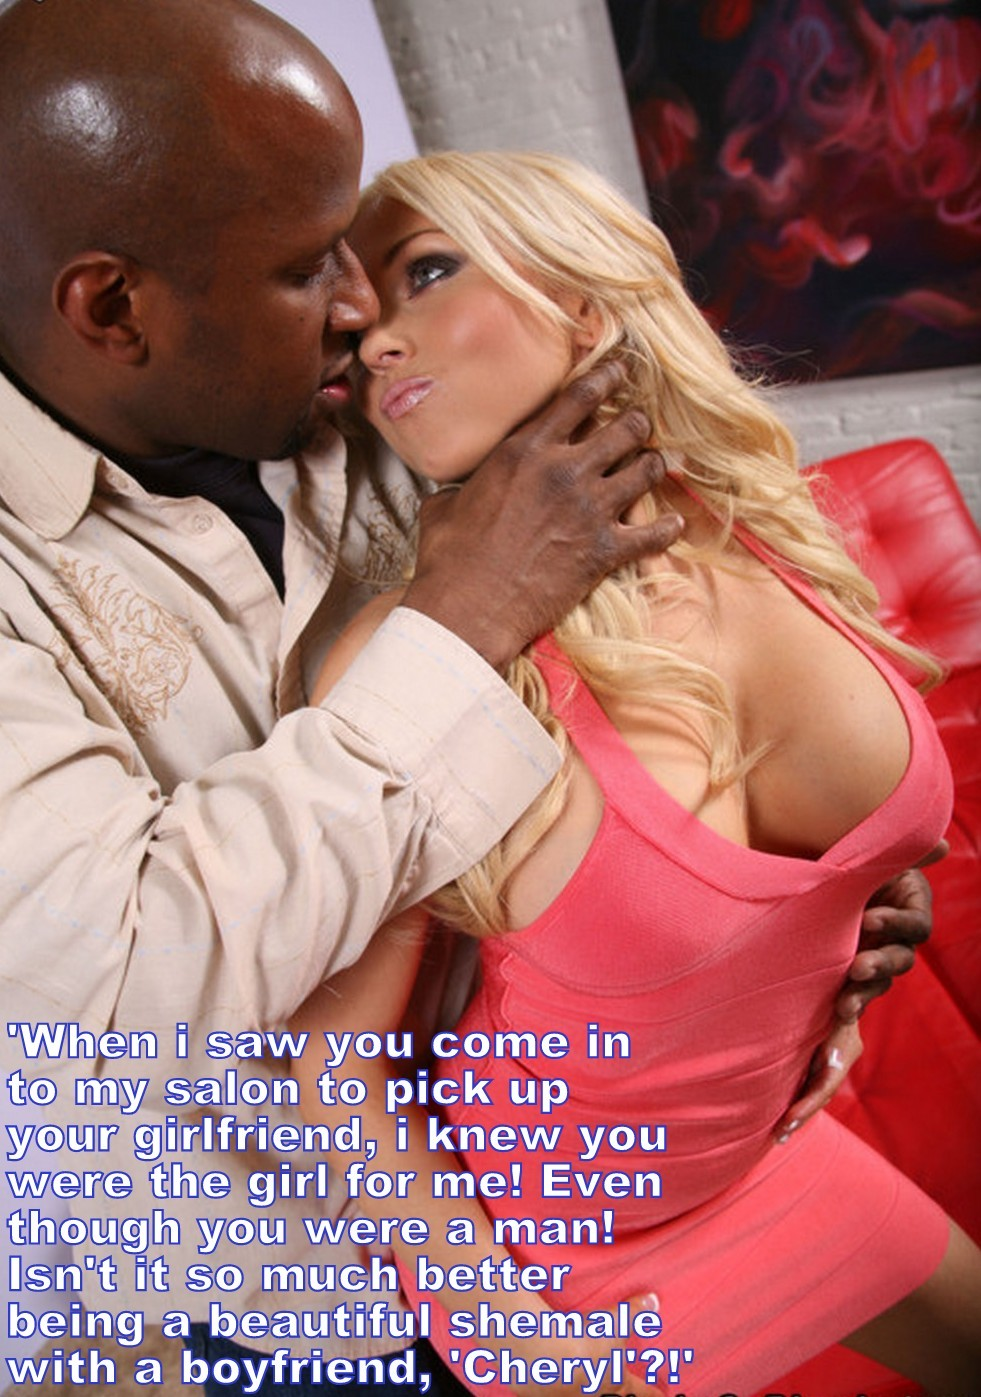 'When i saw you come in
to my salon to pick up
your girlfriend, i knew you
were the girl for me! Even
though you were a man!
Isn't it so much better
being a beautiful shemale
with a boyfriend, 'Cheryl'?!'